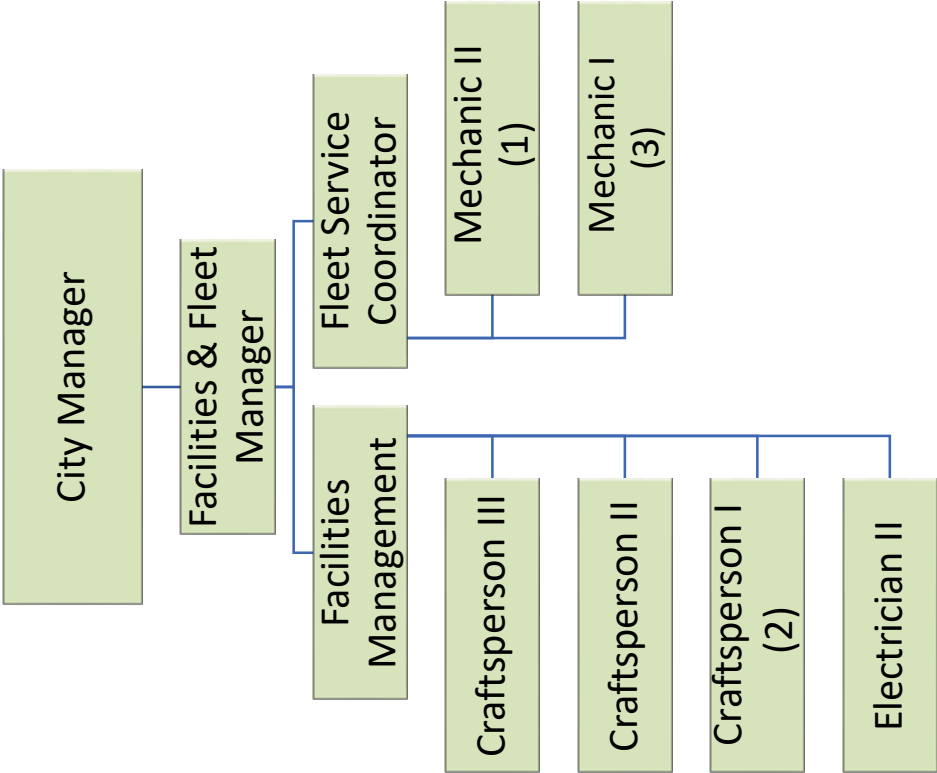 City Manager
Facilities & Fleet
Manager
Facilities
Management
Craftsperson III
Craftsperson II
Craftsperson I
(2)
Electrician II
Fleet Service
Coordinator
Mechanic II
(1)
Mechanic I
(3)